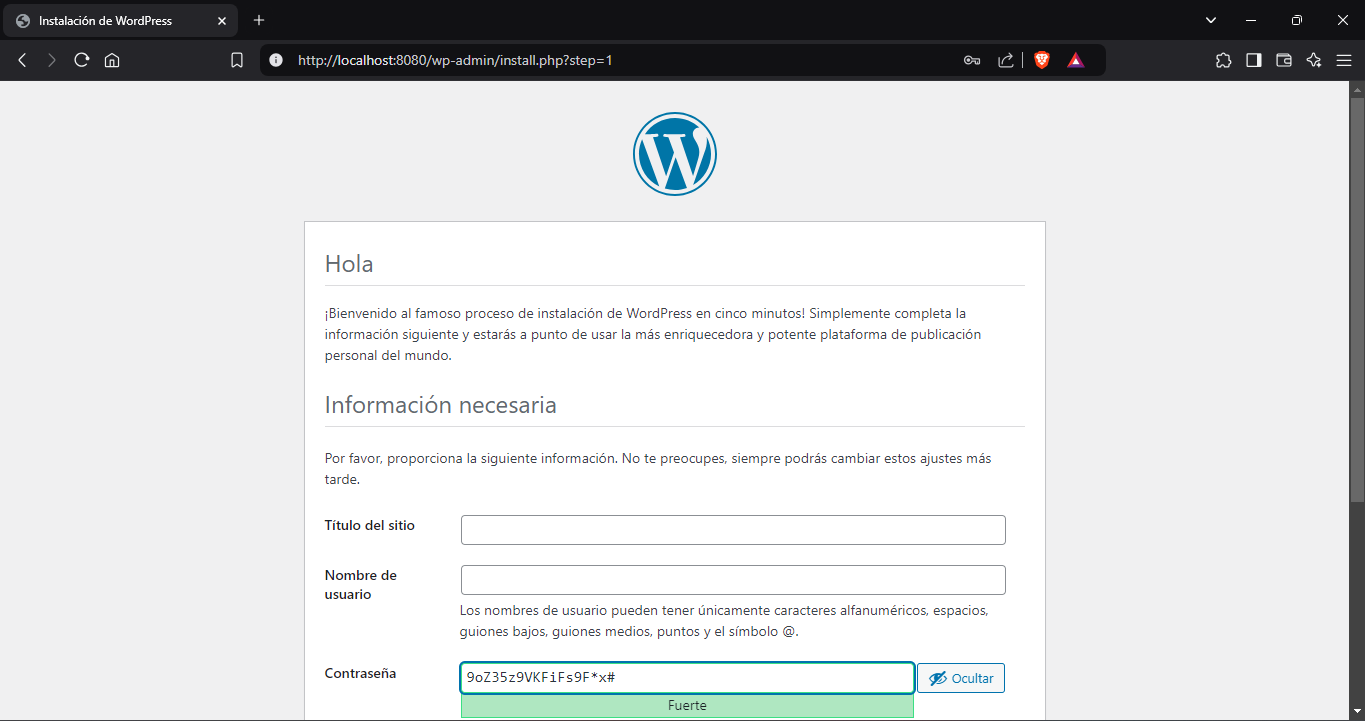 Instalación de WordPress
http://localhost:8080/wp-admin/install.php?step=1
Hola
¡Bienvenido al famoso proceso de instalación de WordPress en cinco minutos! Simplemente completa la
información siguiente y estarás a punto de usar la más enriquecedora y potente plataforma de publicación
personal del mundo.
Información necesaria
Por favor, proporciona la siguiente información. No te preocupes, siempre podrás cambiar estos ajustes más
tarde.
Título del sitio
Nombre de
usuario
Los nombres de usuario pueden tener únicamente caracteres alfanuméricos, espacios,
guiones bajos, guiones medios, puntos y el símbolo @.
Contraseña
9oZ35z9VKFiFs9F*x#
Ocultar
Fuerte